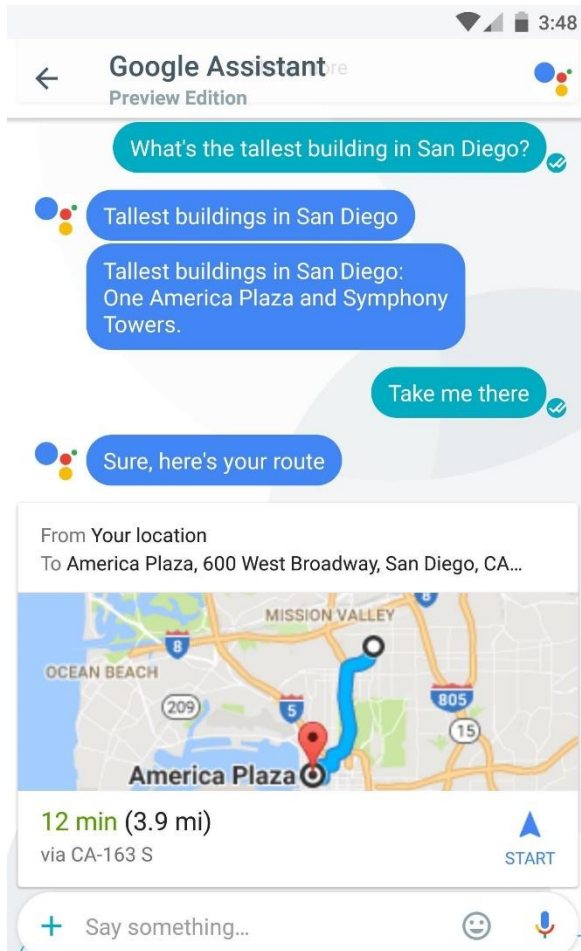 3:48
Google Assistant
Preview Edition
What's the tallest building in San Diego?
Tallest buildings in San Diego
Tallest buildings in San Diego:
One America Plaza and Symphony
Towers.
Take me there
Sure, here's your route
From Your location
To America Plaza, 600 West Broadway, San Diego, CA...
MISSION VALLEY
8
8
OCEAN BEACH
209
5
805
15
America Plaza
12 min (3.9 mi)
via CA-163 S
START
Say something...